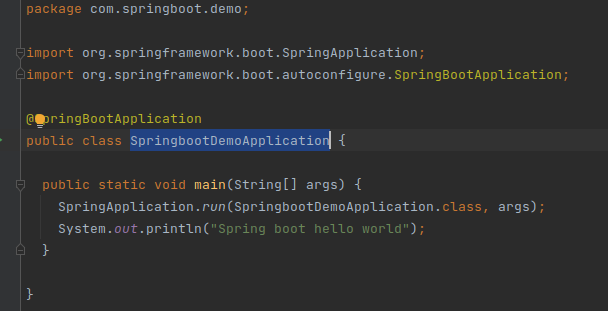 package com.springboot.demo;
import org.springframework.boot.SpringApplication;
import org.springframework.boot.autoconfigure.SpringBootApplication;
@SpringBootApplication
public class SpringbootDemoApplication {
public static void main(String[] args) {
SpringApplication.run(SpringbootDemoApplication.class, args);
System.out.println("Spring boot hello world");
}
}